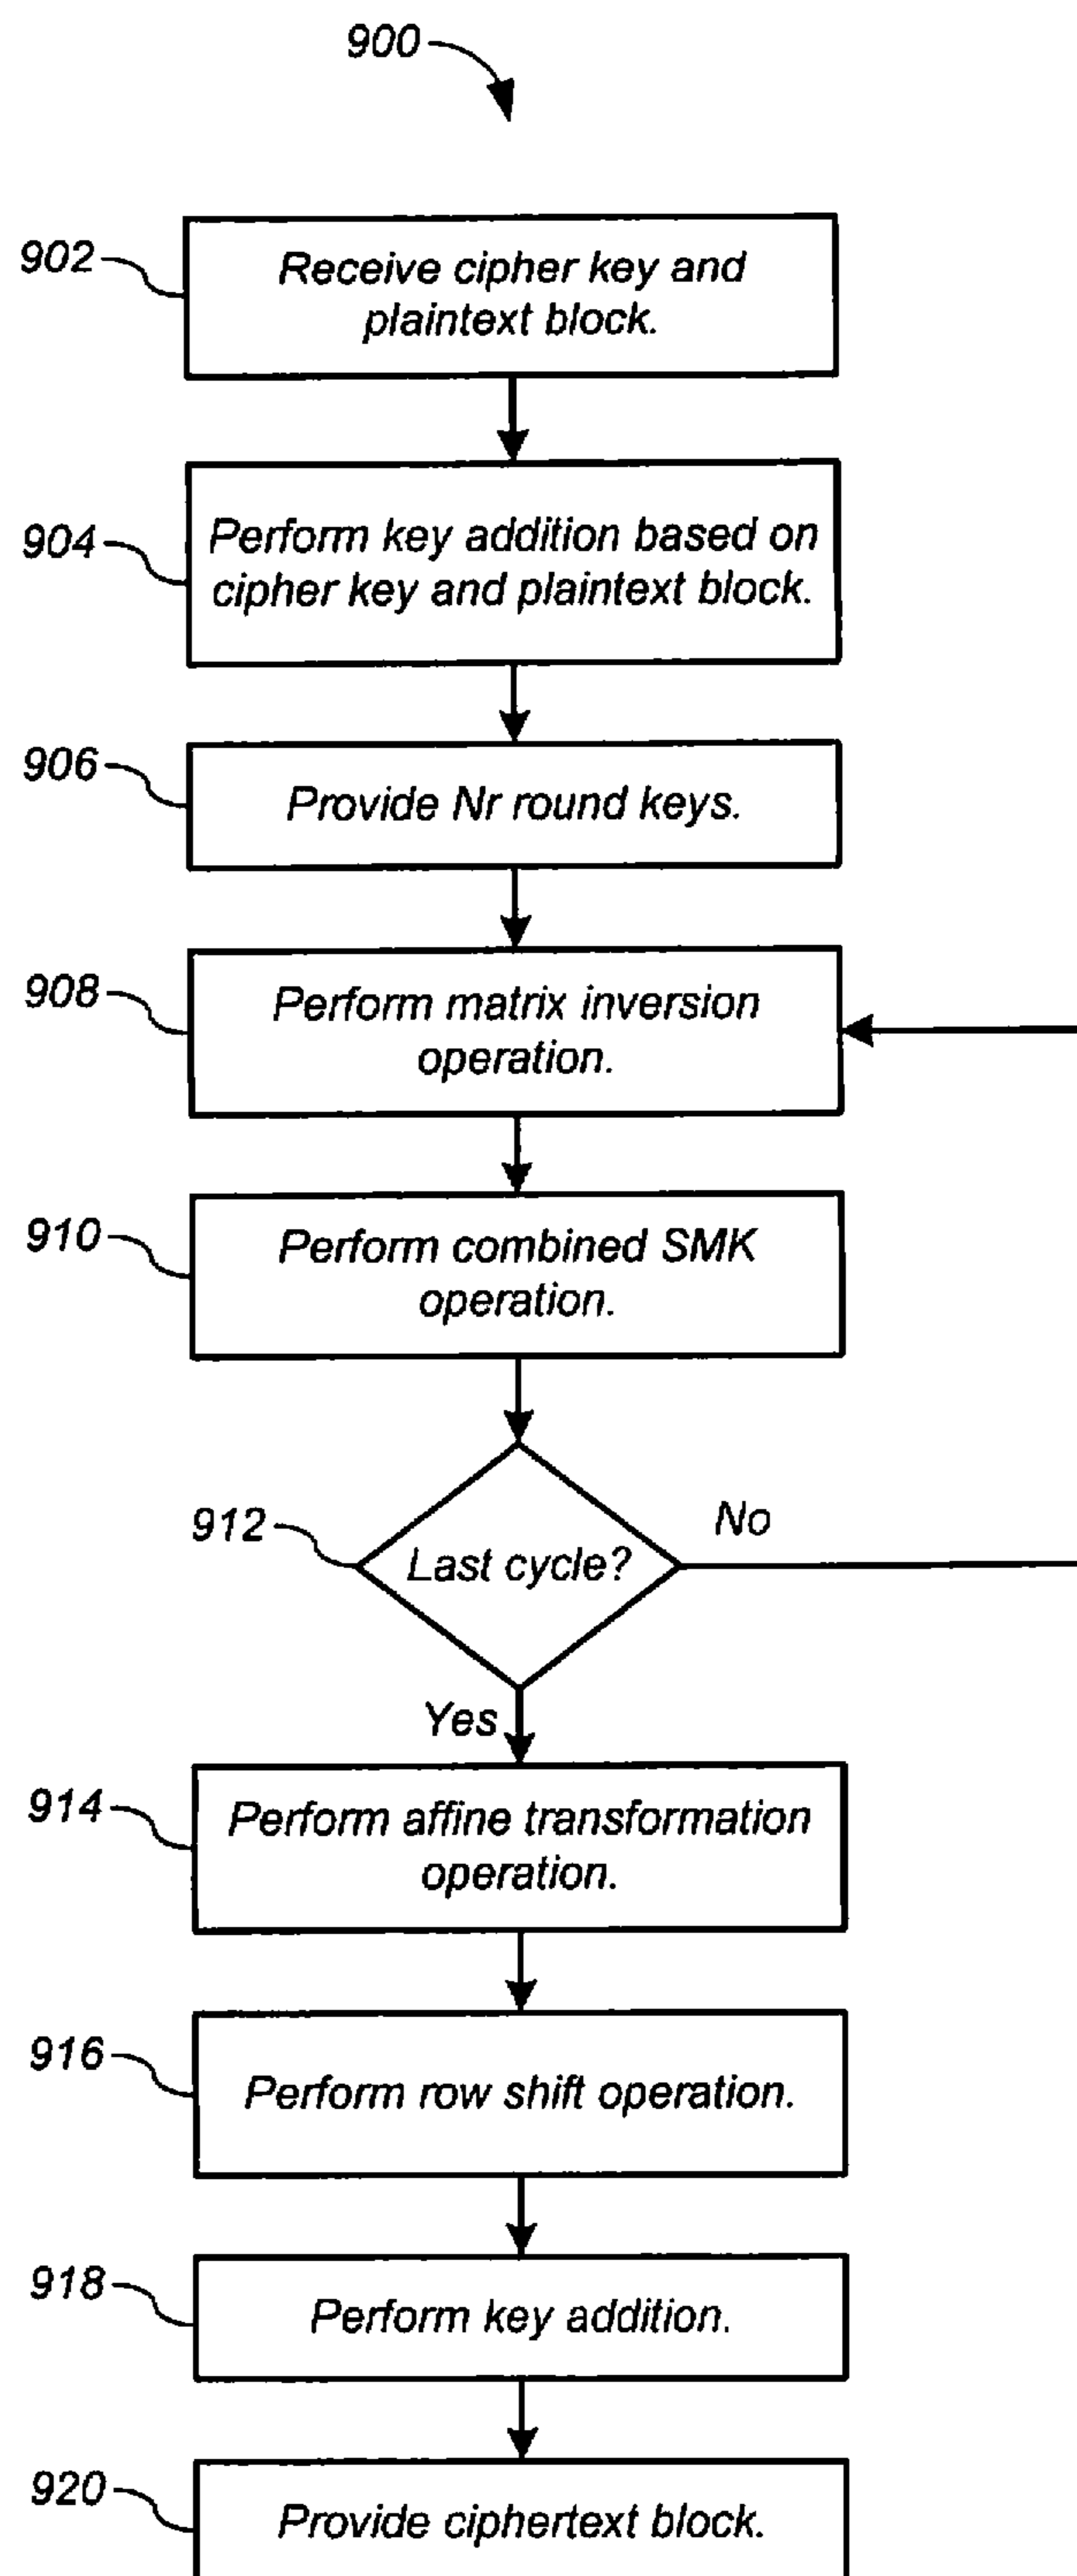 900
902
Receive cipher key and
plaintext block.
904
Perform key addition based on
cipher key and plaintext block.
906
Provide Nr round keys.
908
Perform matrix inversion
operation.
910
Perform combined SMK
operation.
912
Last cycle?
No
Yes
914
Perform affine transformation
operation.
916
Perform row shift operation.
918
Perform key addition.
920
Provide ciphertext block.